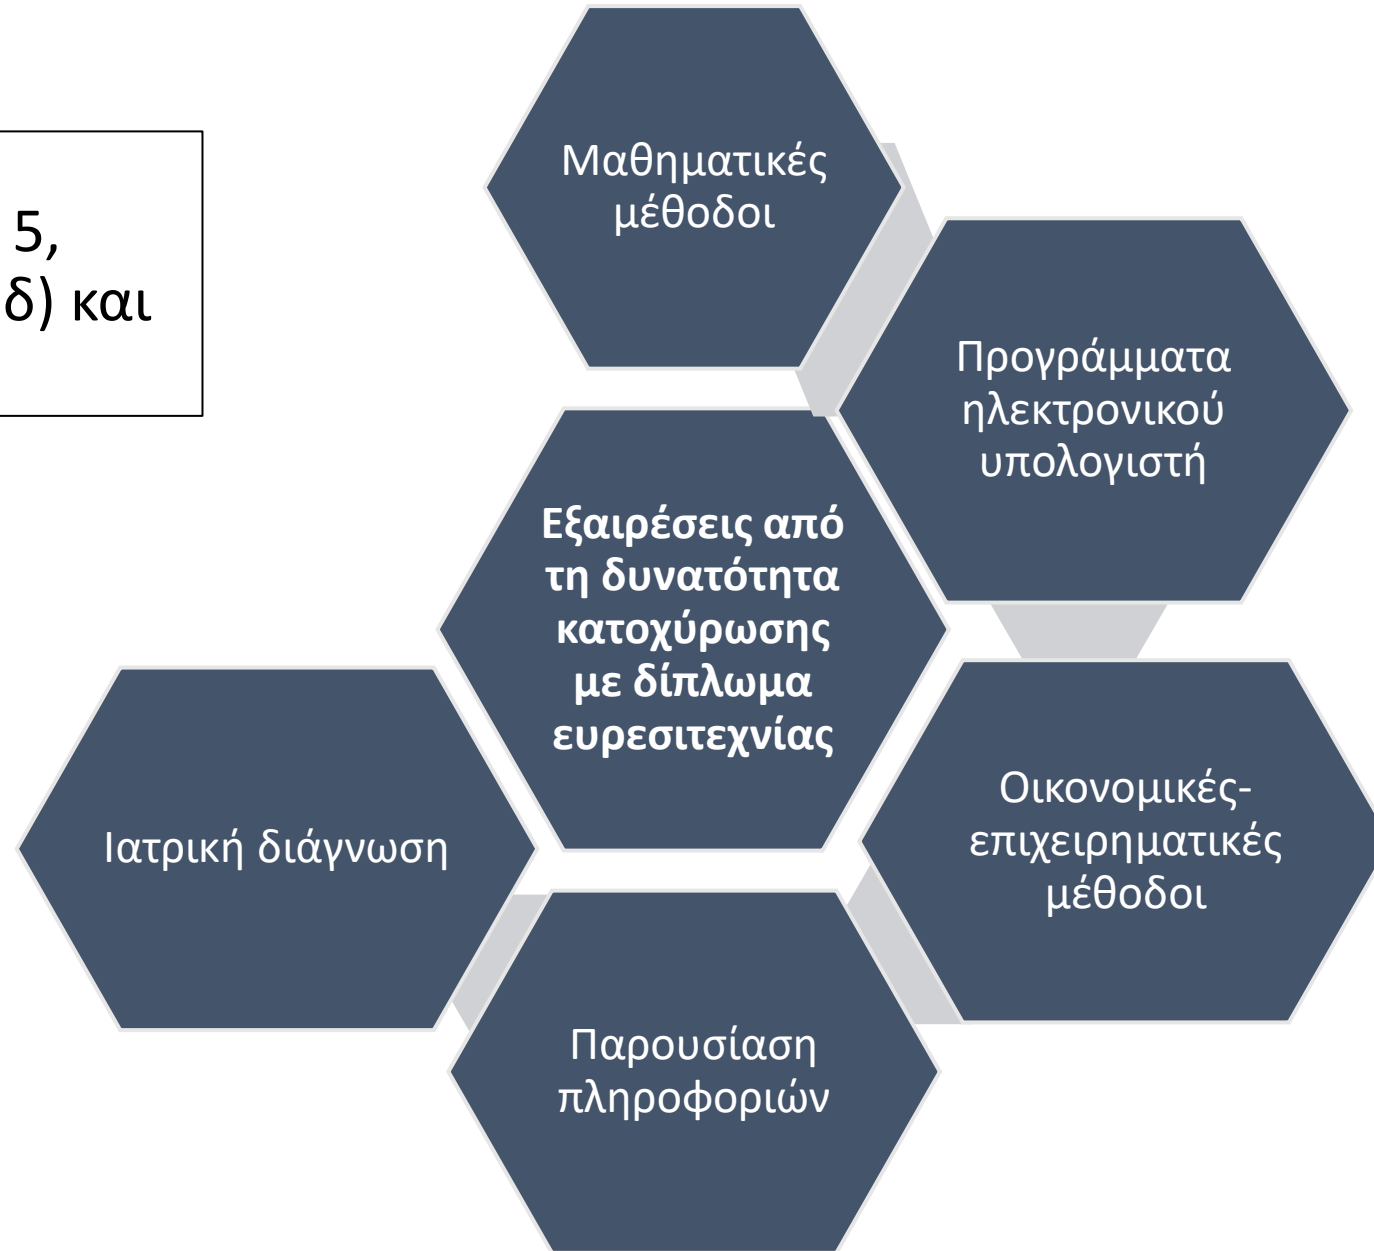 5,
δ) και
Μαθηματικές
μέθοδοι
Προγράμματα
ηλεκτρονικού
υπολογιστή
Εξαιρέσεις από
τη δυνατότητα
κατοχύρωσης
με δίπλωμα
ευρεσιτεχνίας
Οικονομικές-
επιχειρηματικές
μέθοδοι
Ιατρική διάγνωση
Παρουσίαση
πληροφοριών